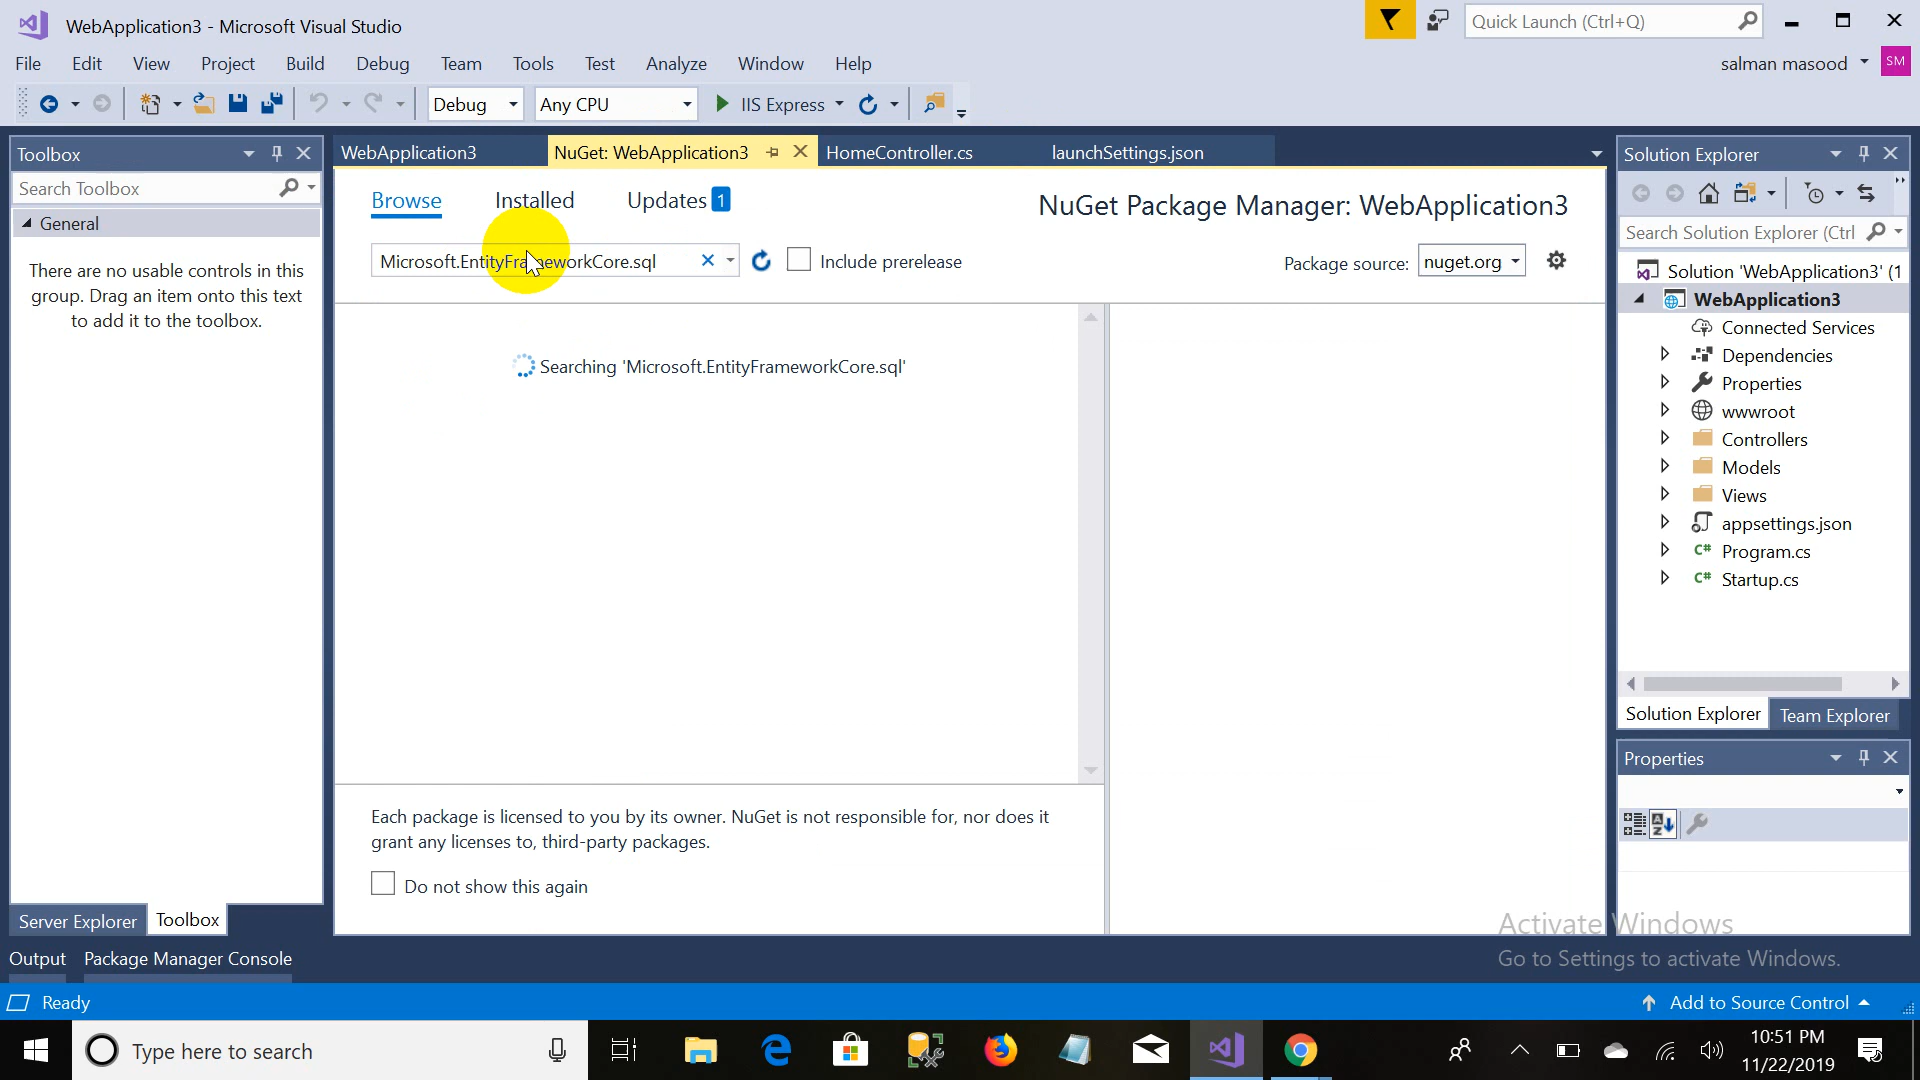 WebApplication3 - Microsoft Visual Studio
Quick Launch (Ctrl+Q)
File Edit View Project Build Debug Team Tools Test Analyze Window Help
salman masood SM
Debug Any CPU IIS Express
Toolbox
Search Toolbox
General
There are no usable controls in this
group. Drag an item onto this text
to add it to the toolbox.
Server Explorer Toolbox
WebApplication3 NuGet: WebApplication3 HomeController.cs launchSettings.json
Browse Installed Updates 1
NuGet Package Manager: WebApplication3
Microsoft.EntityFrameworkCore.sql
Include prerelease
Package source: nuget.org
Searching 'Microsoft.EntityFrameworkCore.sql'
Each package is licensed to you by its owner. NuGet is not responsible for, nor does it
grant any licenses to, third-party packages.
Do not show this again
Solution Explorer
Search Solution Explorer (Ctrl
Solution 'WebApplication3' (1
WebApplication3
Connected Services
Dependencies
Properties
wwwroot
Controllers
Models
Views
appsettings.json
C# Program.cs
C# Startup.cs
Solution Explorer Team Explorer
Properties
Activate Windows
Go to Settings to activate Windows.
Output Package Manager Console
Ready
Add to Source Control
Type here to search
10:51 PM
11/22/2019